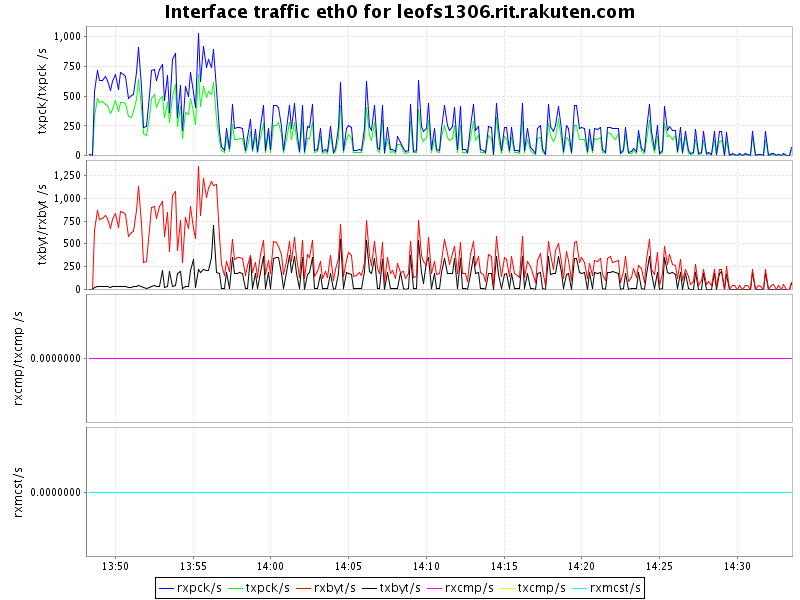 Interface traffic eth0 for leofs1306.rit.rakuten.com
txpck/txpck /s
1,000
750
500
250
0
txbyt/rxbyt /s
1,250
1,000
750
500
250
0
rxcmp/txcmp /s
0.0000000
rxmcst/s
0.0000000
13:50 13:55 14:00 14:05 14:10 14:15 14:20 14:25 14:30
rxpck/s txpck/s rxbyt/s txbyt/s rxcmp/s txcmp/s rxmcst/s